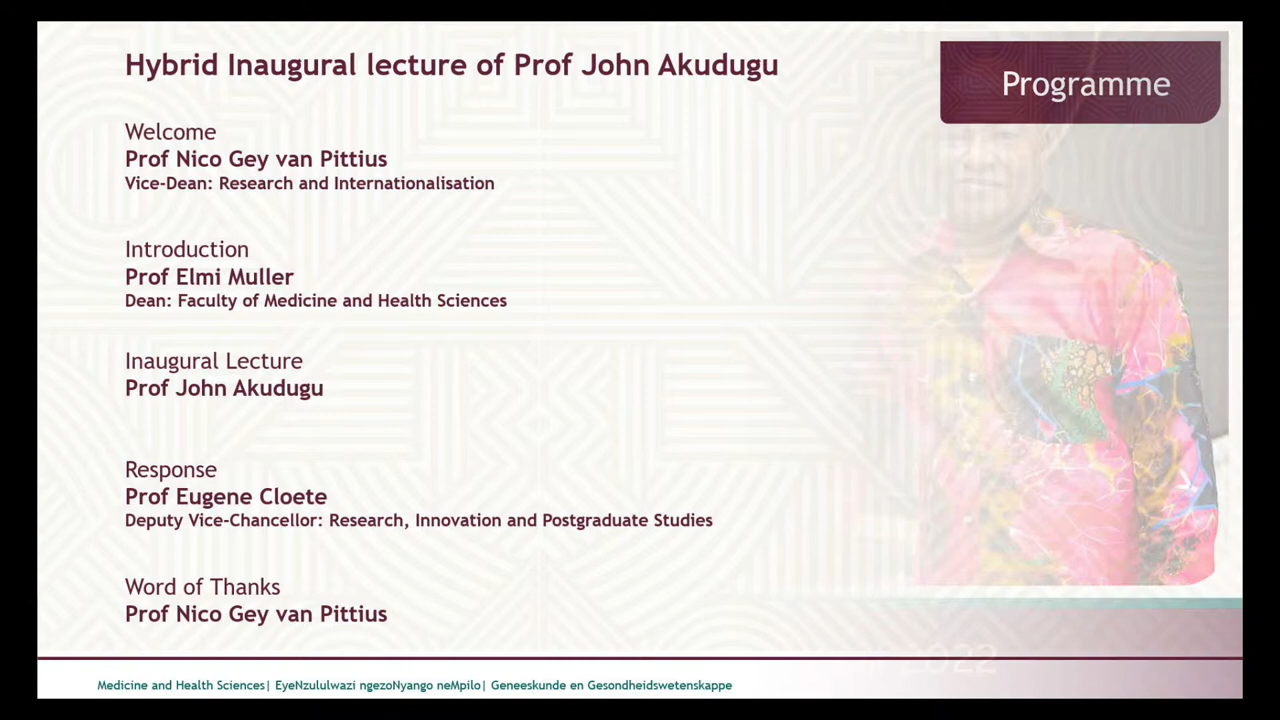 Hybrid Inaugural lecture of Prof John Akudugu
Programme
Welcome
Prof Nico Gey van Pittius
Vice-Dean: Research and Internationalisation
Introduction
Prof Elmi Muller
Dean: Faculty of Medicine and Health Sciences
Inaugural Lecture
Prof John Akudugu
Response
Prof Eugene Cloete
Deputy Vice-Chancellor: Research, Innovation and Postgraduate Studies
Word of Thanks
Prof Nico Gey van Pittius
2022
Medicine and Health Sciences| EyeNzululwazi ngezoNyango neMpilo| Geneeskunde en Gesondheidswetenskappe